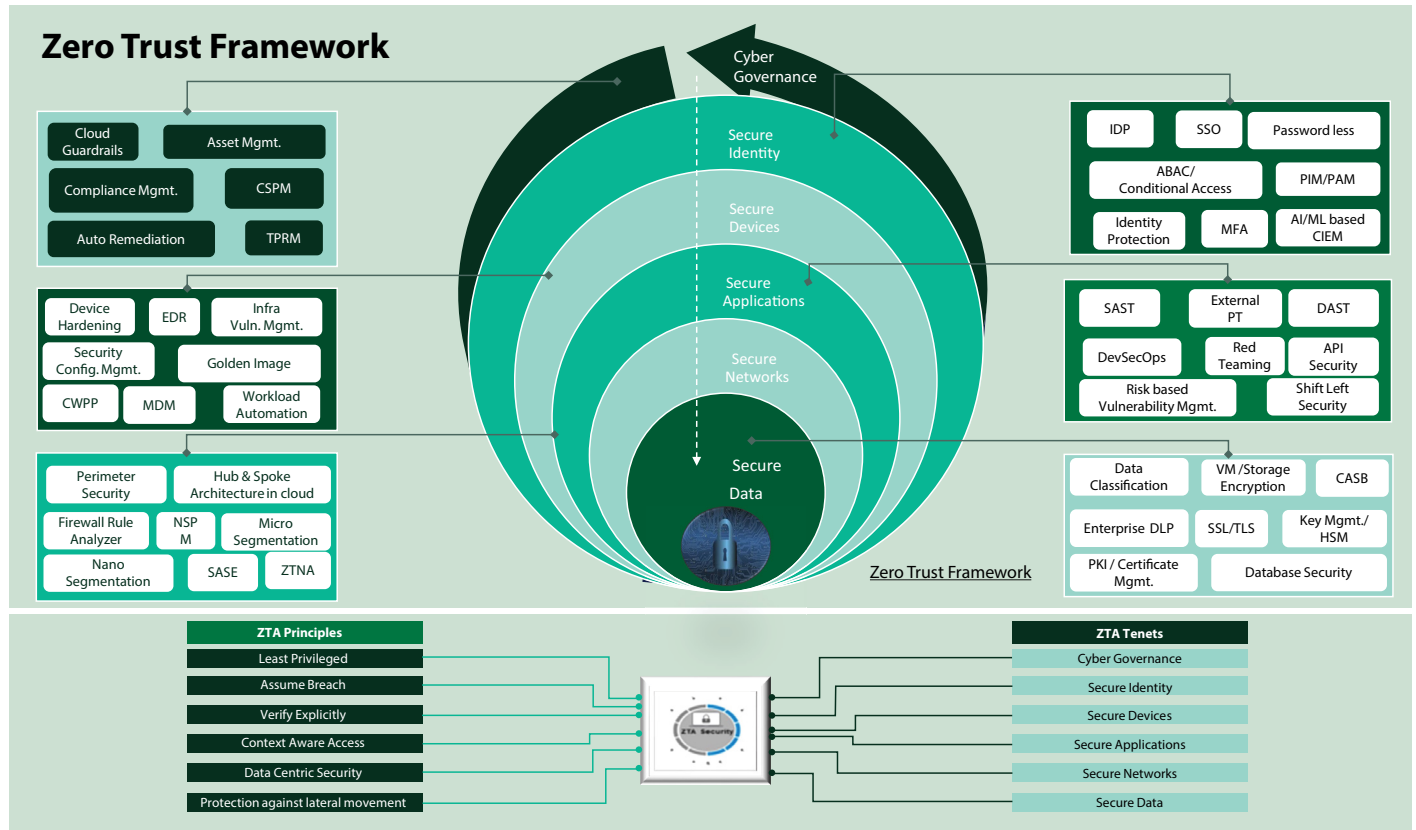 Zero Trust Framework
Cyber
Governance
Secure
Identity
Secure
Devices
Secure
Applications
Secure
Networks
Secure
Data
Zero Trust Framework
Cloud
Guardrails
Asset Mgmt.
Compliance Mgmt.
CSPM
Auto Remediation
TPRM
Device
Hardening
EDR
Infra
Vuln. Mgmt.
Security
Config. Mgmt.
Golden Image
CWPP
MDM
Workload
Automation
Perimeter
Security
Hub & Spoke
Architecture in cloud
Firewall Rule
Analyzer
NSP
M
Micro
Segmentation
Nano
Segmentation
SASE
ZTNA
IDP
SSO
Password less
ABAC/
Conditional Access
PIM/PAM
Identity
Protection
MFA
AI/ML based
CIEM
SAST
External
PT
DAST
DevSecOps
Red
Teaming
API
Security
Risk based
Vulnerability Mgmt.
Shift Left
Security
Data
Classification
VM /Storage
Encryption
CASB
Enterprise DLP
SSL/TLS
Key Mgmt./
HSM
PKI / Certificate
Mgmt.
Database Security
ZTA Principles
Least Privileged
Assume Breach
Verify Explicitly
Context Aware Access
Data Centric Security
Protection against lateral movement
ZTA Security
ZTA Tenets
Cyber Governance
Secure Identity
Secure Devices
Secure Applications
Secure Networks
Secure Data